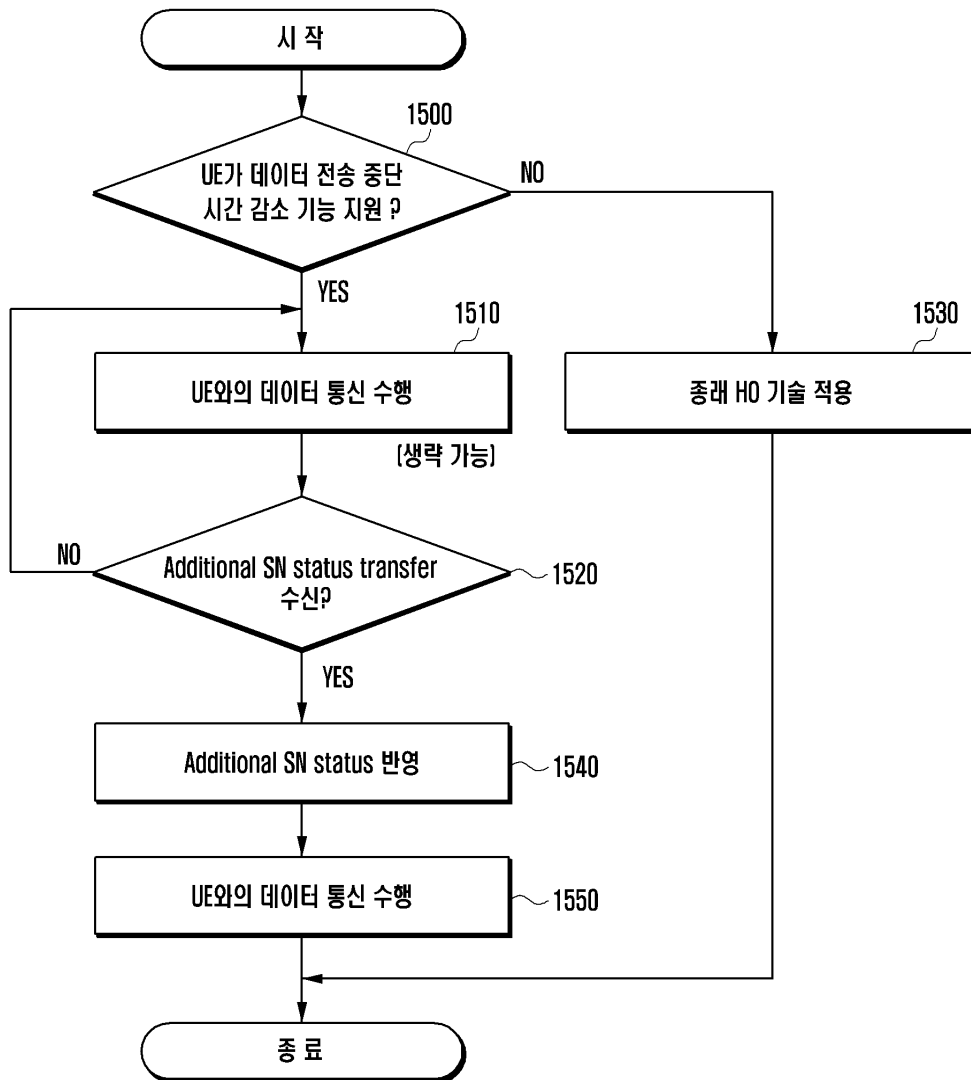 시 작
1500
UE가 데이터 전송 중단
시간 감소 기능 지원 ?
NO
YES
1510
UE와의 데이터 통신 수행
(생략 가능)
1530
종래 HO 기술 적용
Additional SN status transfer
수신?
NO
1520
YES
Additional SN status 반영
1540
UE와의 데이터 통신 수행
1550
종 료